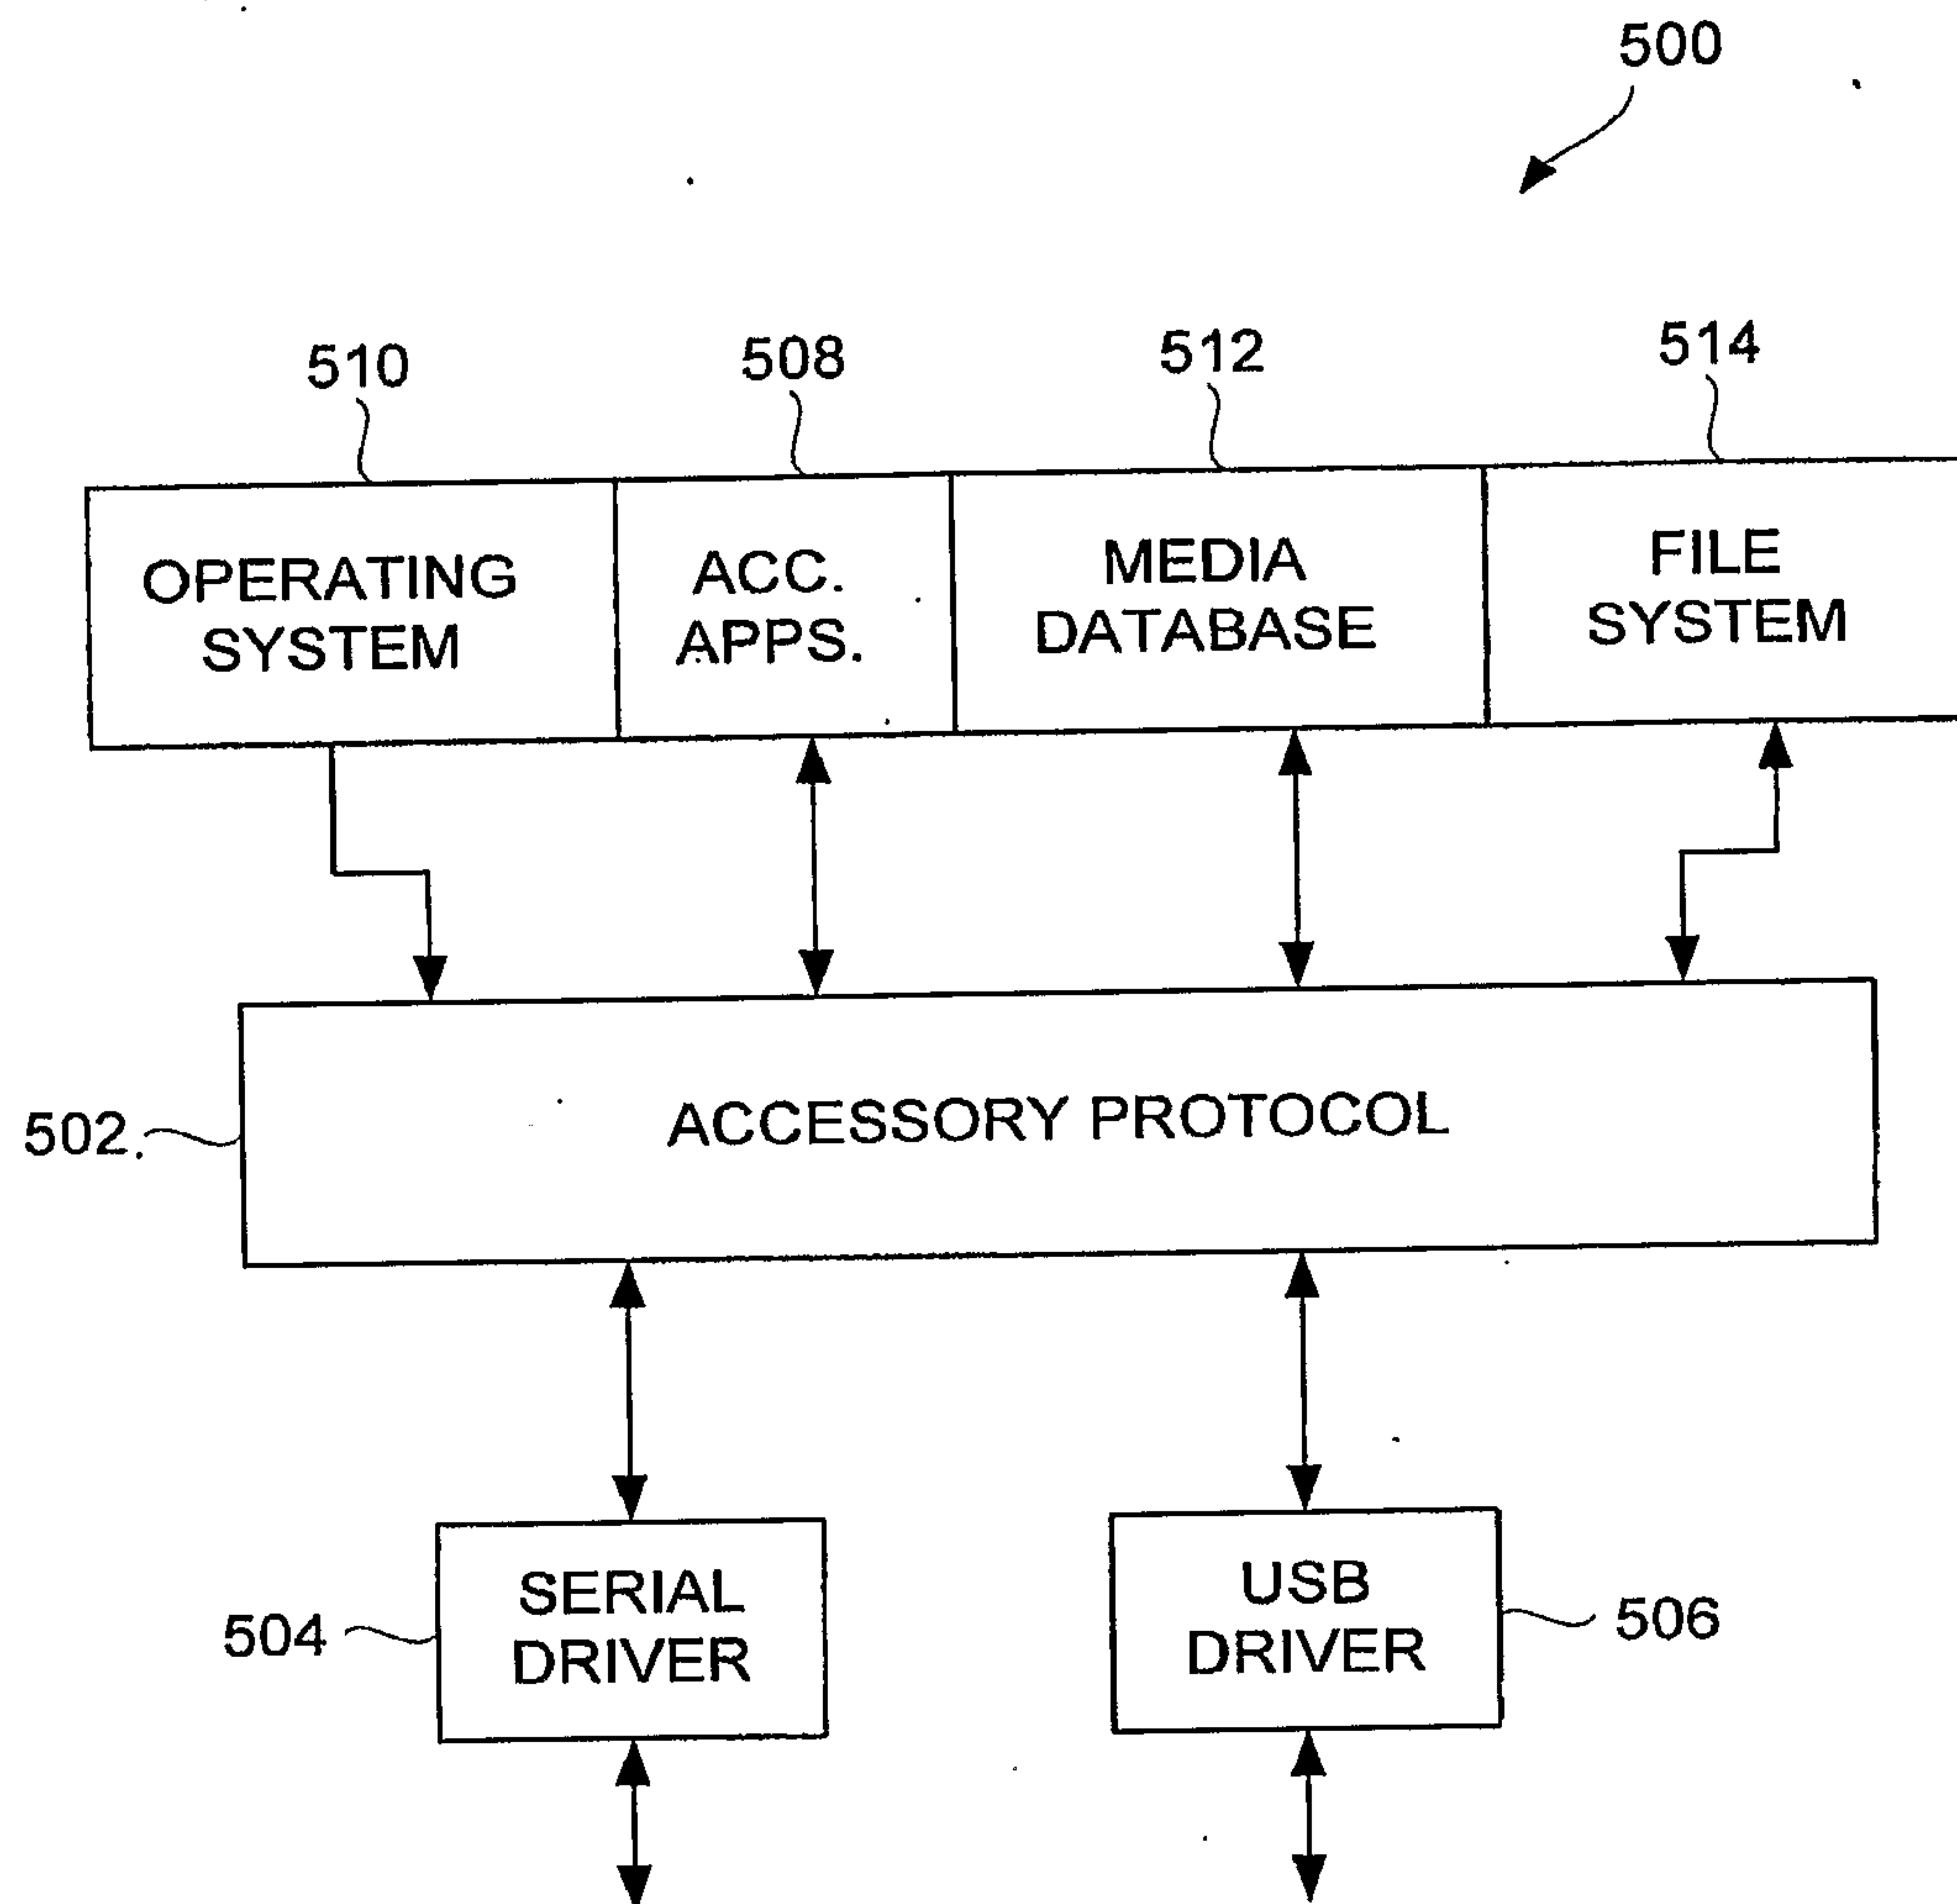 500
510
508
512
514
OPERATING
SYSTEM
ACC.
APPS.
MEDIA
DATABASE
FILE
SYSTEM
502
ACCESSORY PROTOCOL
504
SERIAL
DRIVER
USB
DRIVER
506